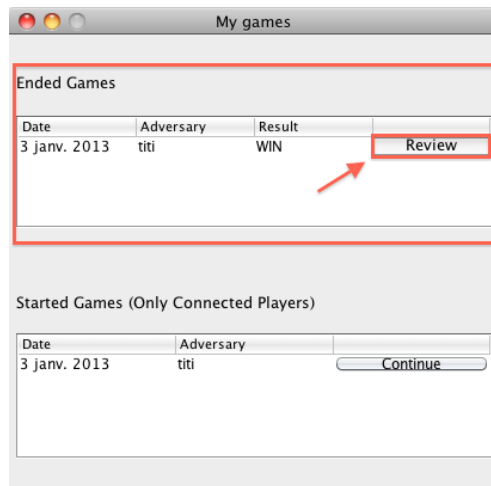 My games
Ended Games
Date Adversary Result
3 janv. 2013 titi WIN Review
Started Games (Only Connected Players)
Date Adversary
3 janv. 2013 titi Continue